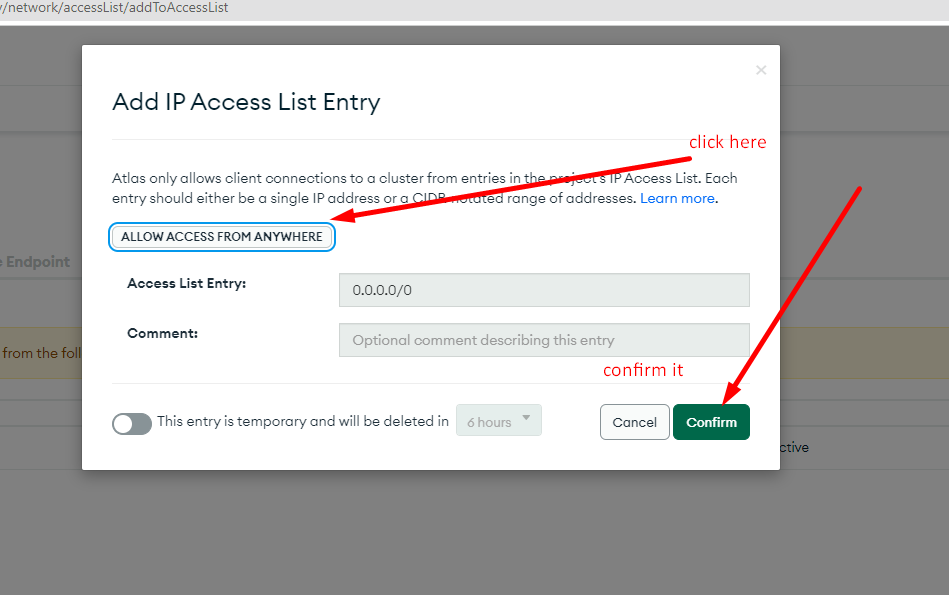 /network/accessList/addToAccessList
×
Add IP Access List Entry
click here
Atlas only allows client connections to a cluster from entries in the project's IP Access List. Each
entry should either be a single IP address or a CIDR-notated range of addresses. Learn more.
ALLOW ACCESS FROM ANYWHERE
Endpoint
Access List Entry:
0.0.0.0/0
Comment:
Optional comment describing this entry
from the foll
confirm it
This entry is temporary and will be deleted in
6 hours
Cancel
Confirm
ctive